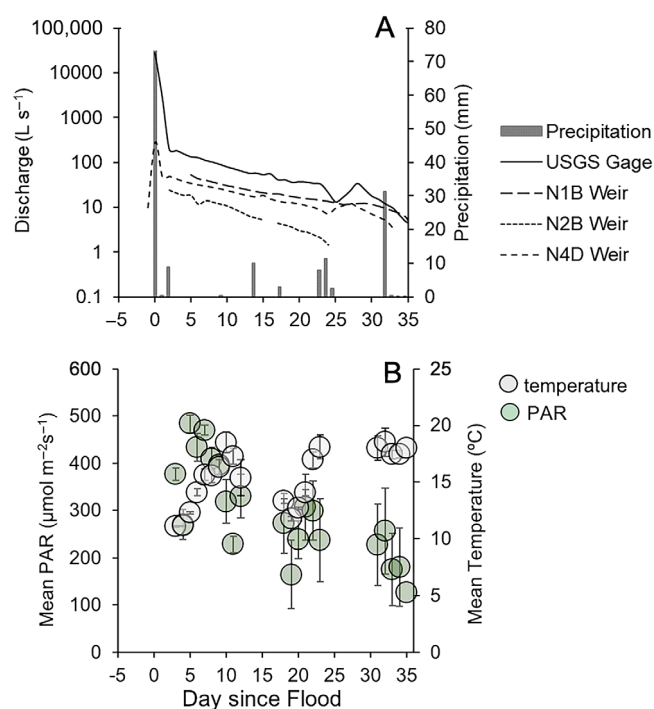 A
100,000
10000
1000
100
10
1
0.1
Discharge (L s⁻¹)
80
70
60
50
40
30
20
10
0
Precipitation (mm)
−5 0 5 10 15 20 25 30 35
Precipitation
USGS Gage
N1B Weir
N2B Weir
N4D Weir
B
600
500
400
300
200
100
0
Mean PAR (µmol m⁻²s⁻¹)
25
20
15
10
5
0
Mean Temperature (ºC)
-5 0 5 10 15 20 25 30 35
Day since Flood
temperature
PAR